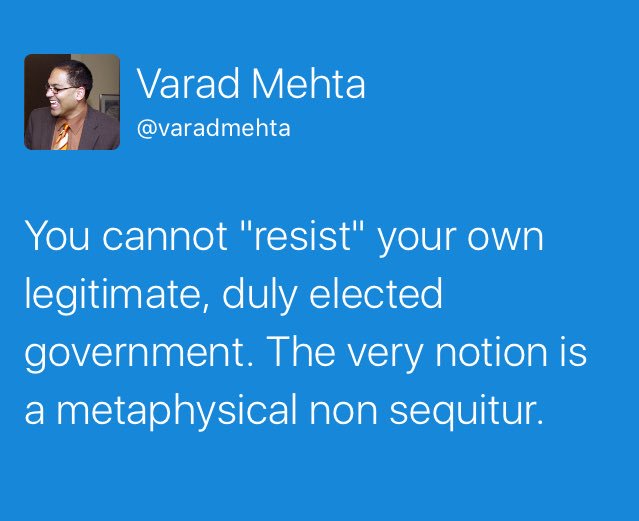 Varad Mehta
@varadmehta
You cannot "resist" your own
legitimate, duly elected
government. The very notion is
a metaphysical non sequitur.